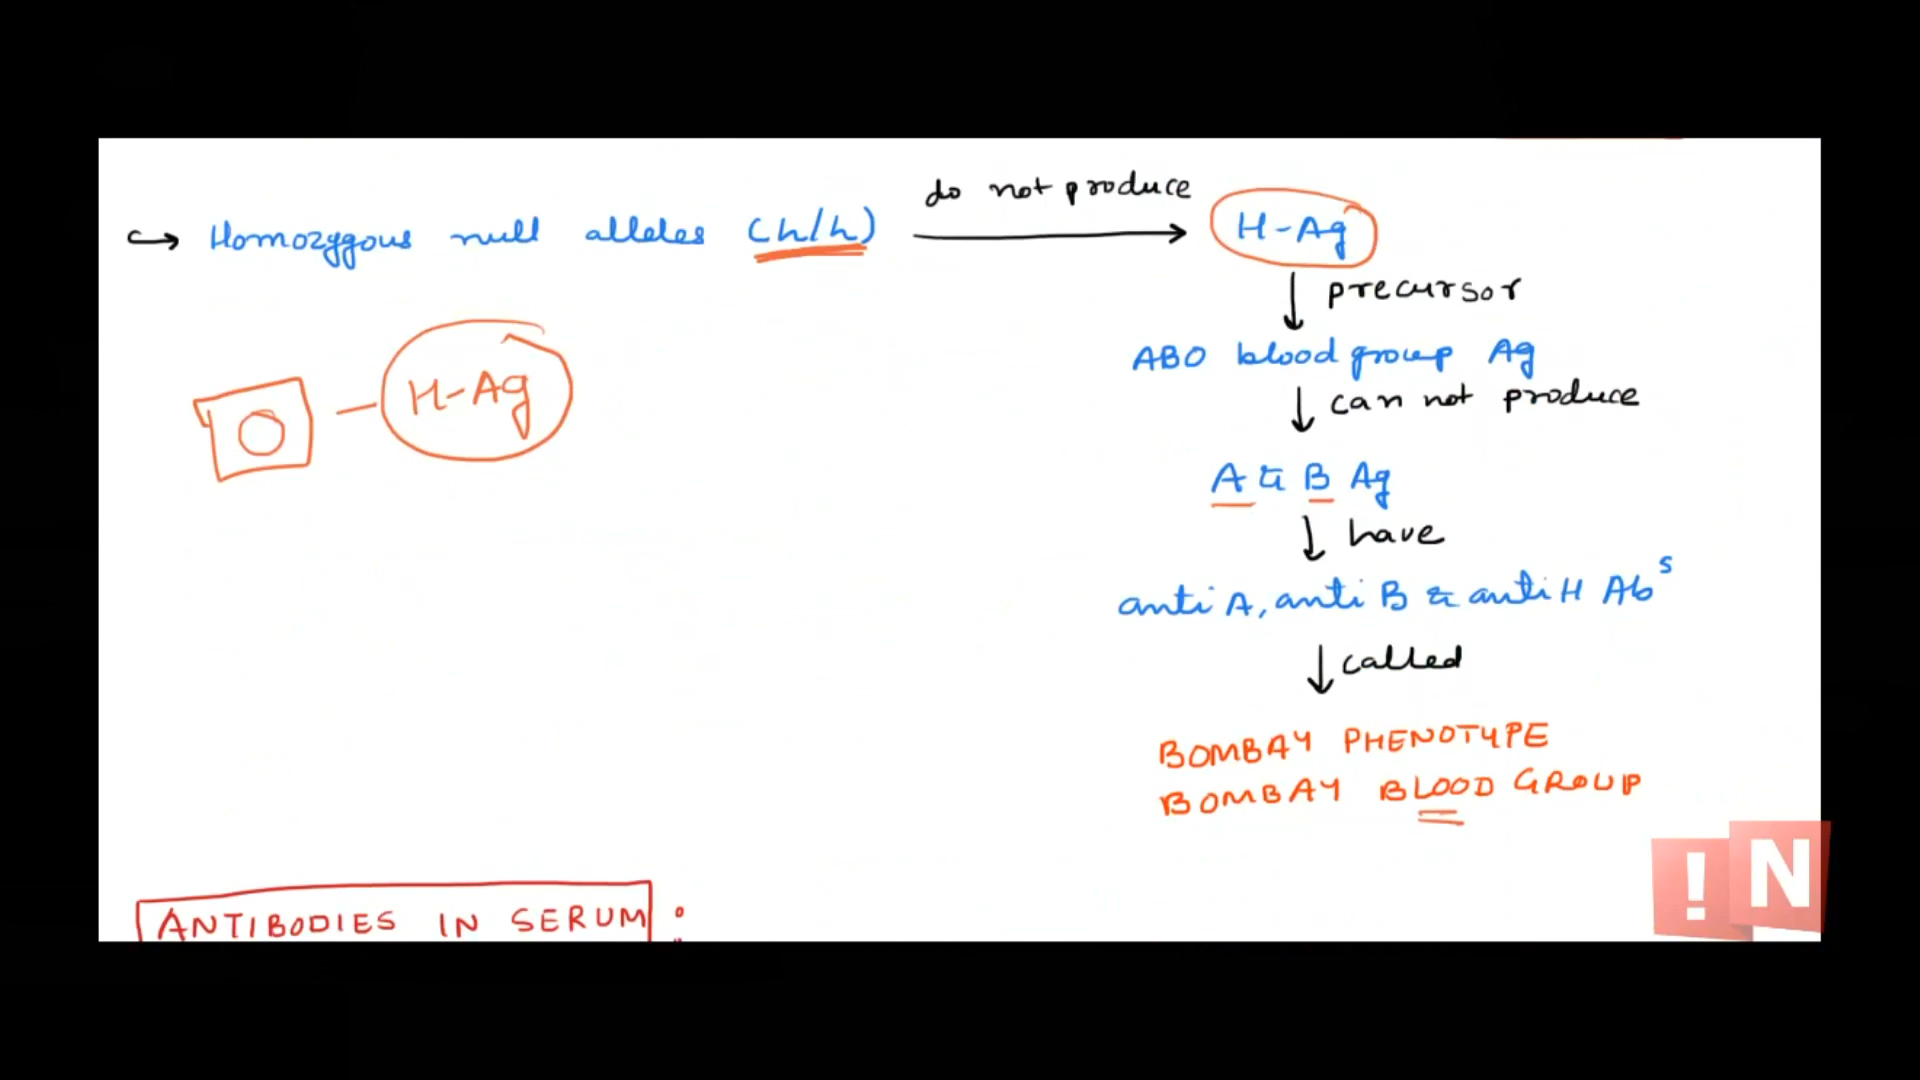 ↪ Homozygous null alleles (h/h) do not produce → H-Ag
↓ precursor
H-Ag
ABO blood group Ag
↓ can not produce
A & B Ag
↓ have
anti A, anti B & anti H Abs
↓ called
BOMBAY PHENOTYPE
BOMBAY BLOOD GROUP
!N
ANTIBODIES IN SERUM :